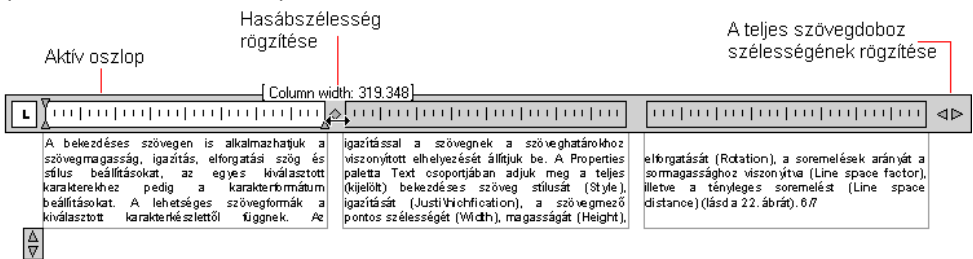 Hasábszélesség
rögzítése
A teljes szövegdoboz
szélességének rögzítése
Aktív oszlop
[ Column width: 319.348 ]
L
A bekezdéses szövegen is alkalmazhatjuk a
szövegmagasság, igazítás, elforgatási szög és
stílus beállításokat, az egyes kiválasztott
karakterekhez pedig a karakterformátum
beállításokat. A lehetséges szövegformák a
kiválasztott karakterkészlettől függnek. Az
igazítással a szövegnek a szöveghatárokhoz
viszonyított elhelyezését állítjuk be. A Properties
paletta Text csoportjában adjuk meg a teljes
(kijelölt) bekezdéses szöveg stílusát (Style),
igazítását (Justi\hichfication), a szövegmező
pontos szélességét (Width), magasságát (Height),
elforgatását (Rotation), a soremelések arányát a
sormagassághoz viszonyítva (Line space factor),
illetve a tényleges soremelést (Line space
distance) (lásd a 22. ábrát). 6/7